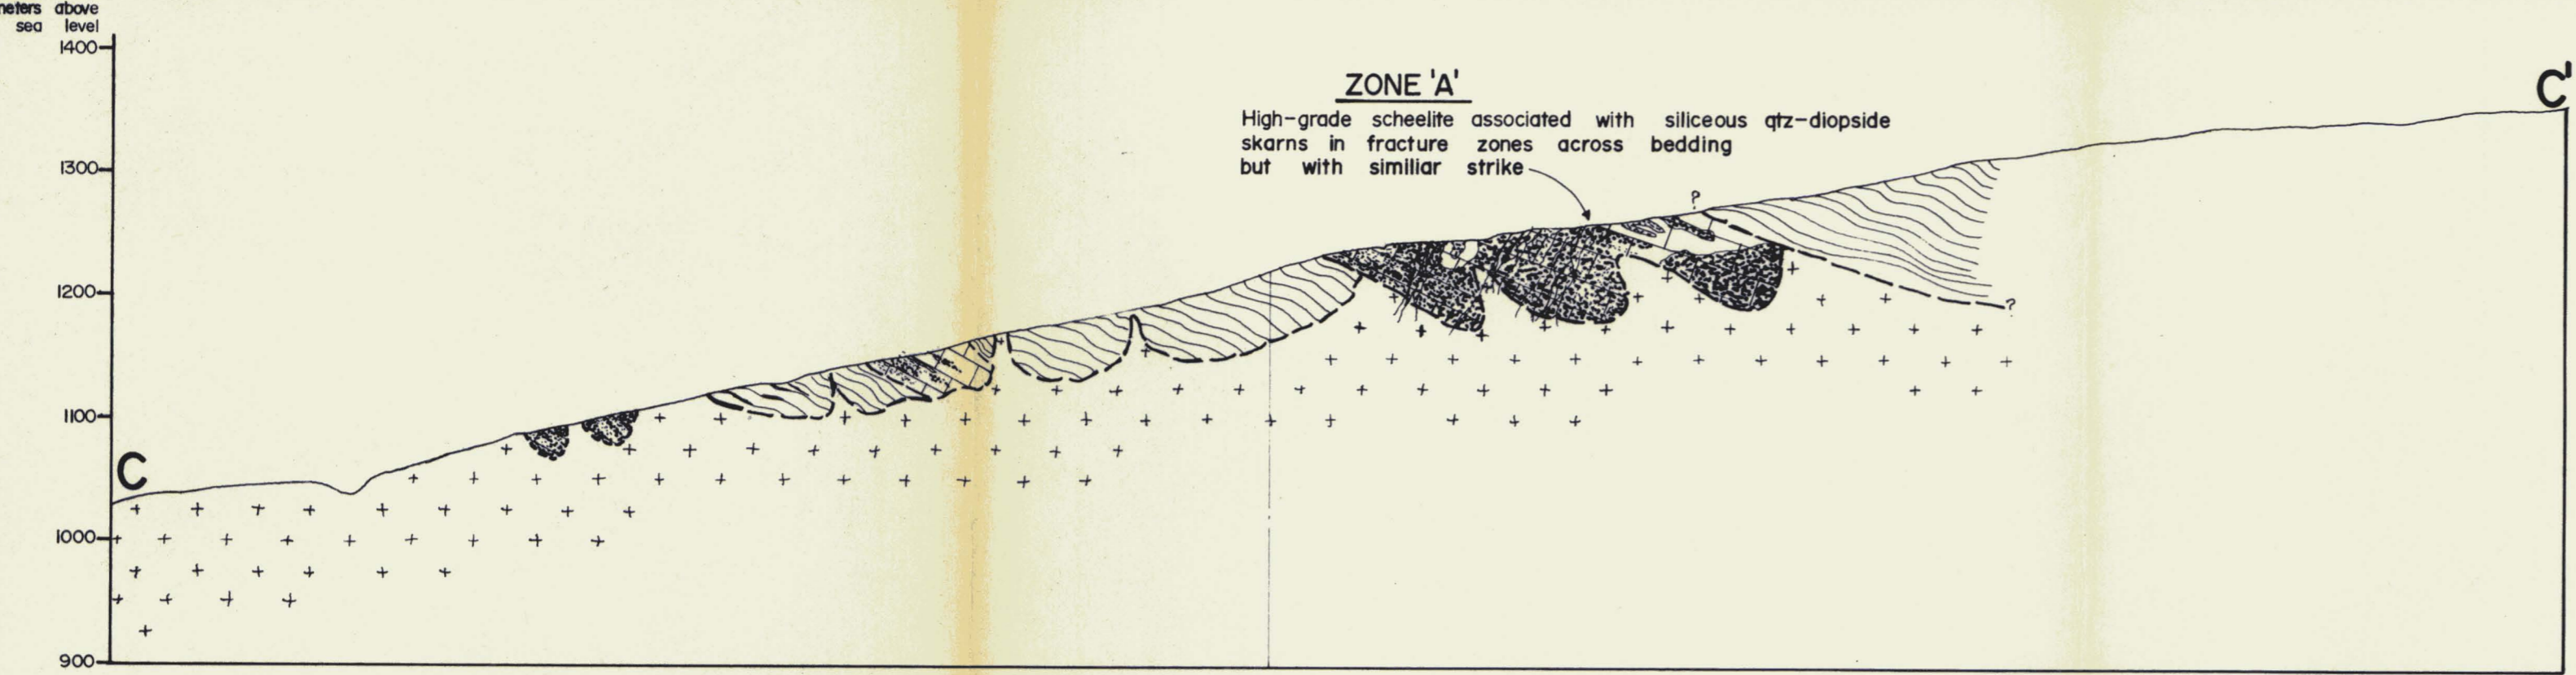 meters above
sea level
1400
C'
ZONE 'A'
High-grade scheelite associated with siliceous qtz-diopside
skarns in fracture zones across bedding
but with similiar strike
1300
?
1200
?
1100
C
1000
900